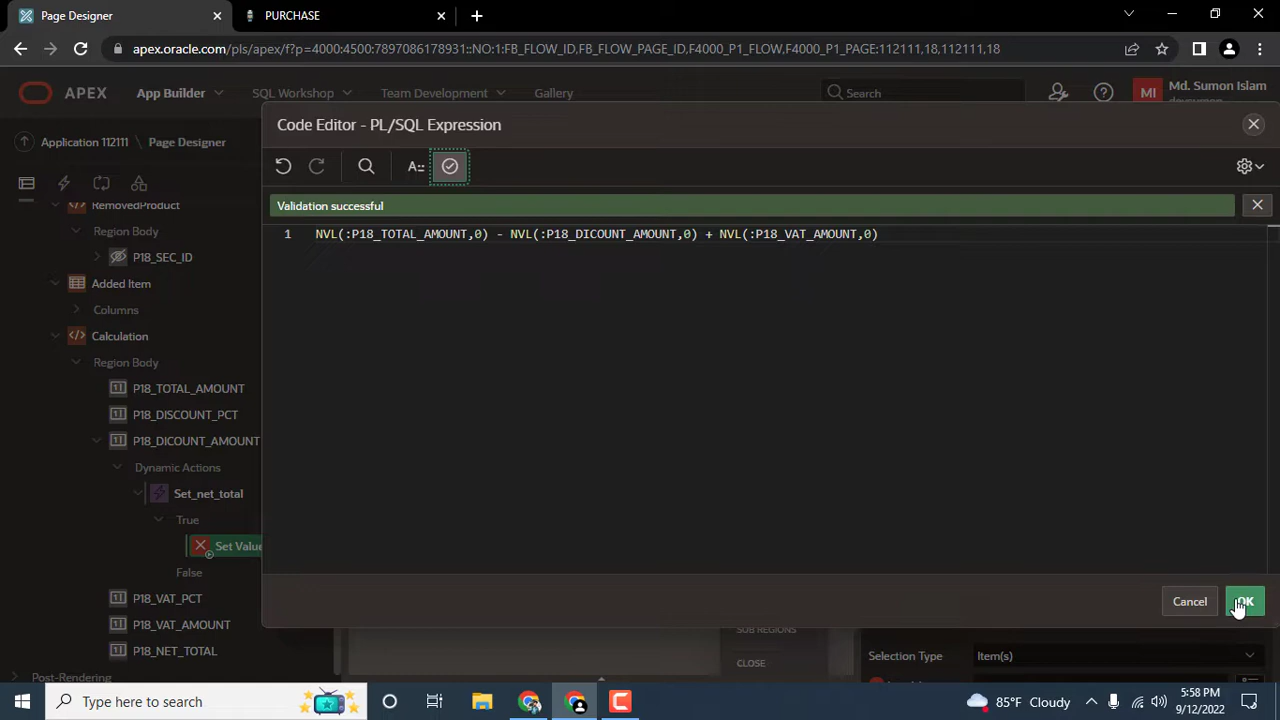 Page Designer
PURCHASE
apex.oracle.com/pls/apex/f?p=4000:4500:7897086178931::NO:1:FB_FLOW_ID,FB_FLOW_PAGE_ID,F4000_P1_FLOW,F4000_P1_PAGE:112111,18,112111,18
APEX App Builder SQL Workshop Team Development Gallery Search MI Md. Sumon Islam
Application 112111 \ Page Designer
Code Editor - PL/SQL Expression
Validation successful
1 NVL(:P18_TOTAL_AMOUNT,0) - NVL(:P18_DICOUNT_AMOUNT,0) + NVL(:P18_VAT_AMOUNT,0)
RemovedProduct
Region Body
P18_SEC_ID
Added Item
Columns
Calculation
Region Body
P18_TOTAL_AMOUNT
P18_DISCOUNT_PCT
P18_DICOUNT_AMOUNT
Dynamic Actions
Set_net_total
True
Set Value
False
P18_VAT_PCT
P18_VAT_AMOUNT
P18_NET_TOTAL
Post-Rendering
Cancel OK
SUB REGIONS
CLOSE
Selection Type Item(s)
Type here to search
85°F Cloudy
5:58 PM
9/12/2022